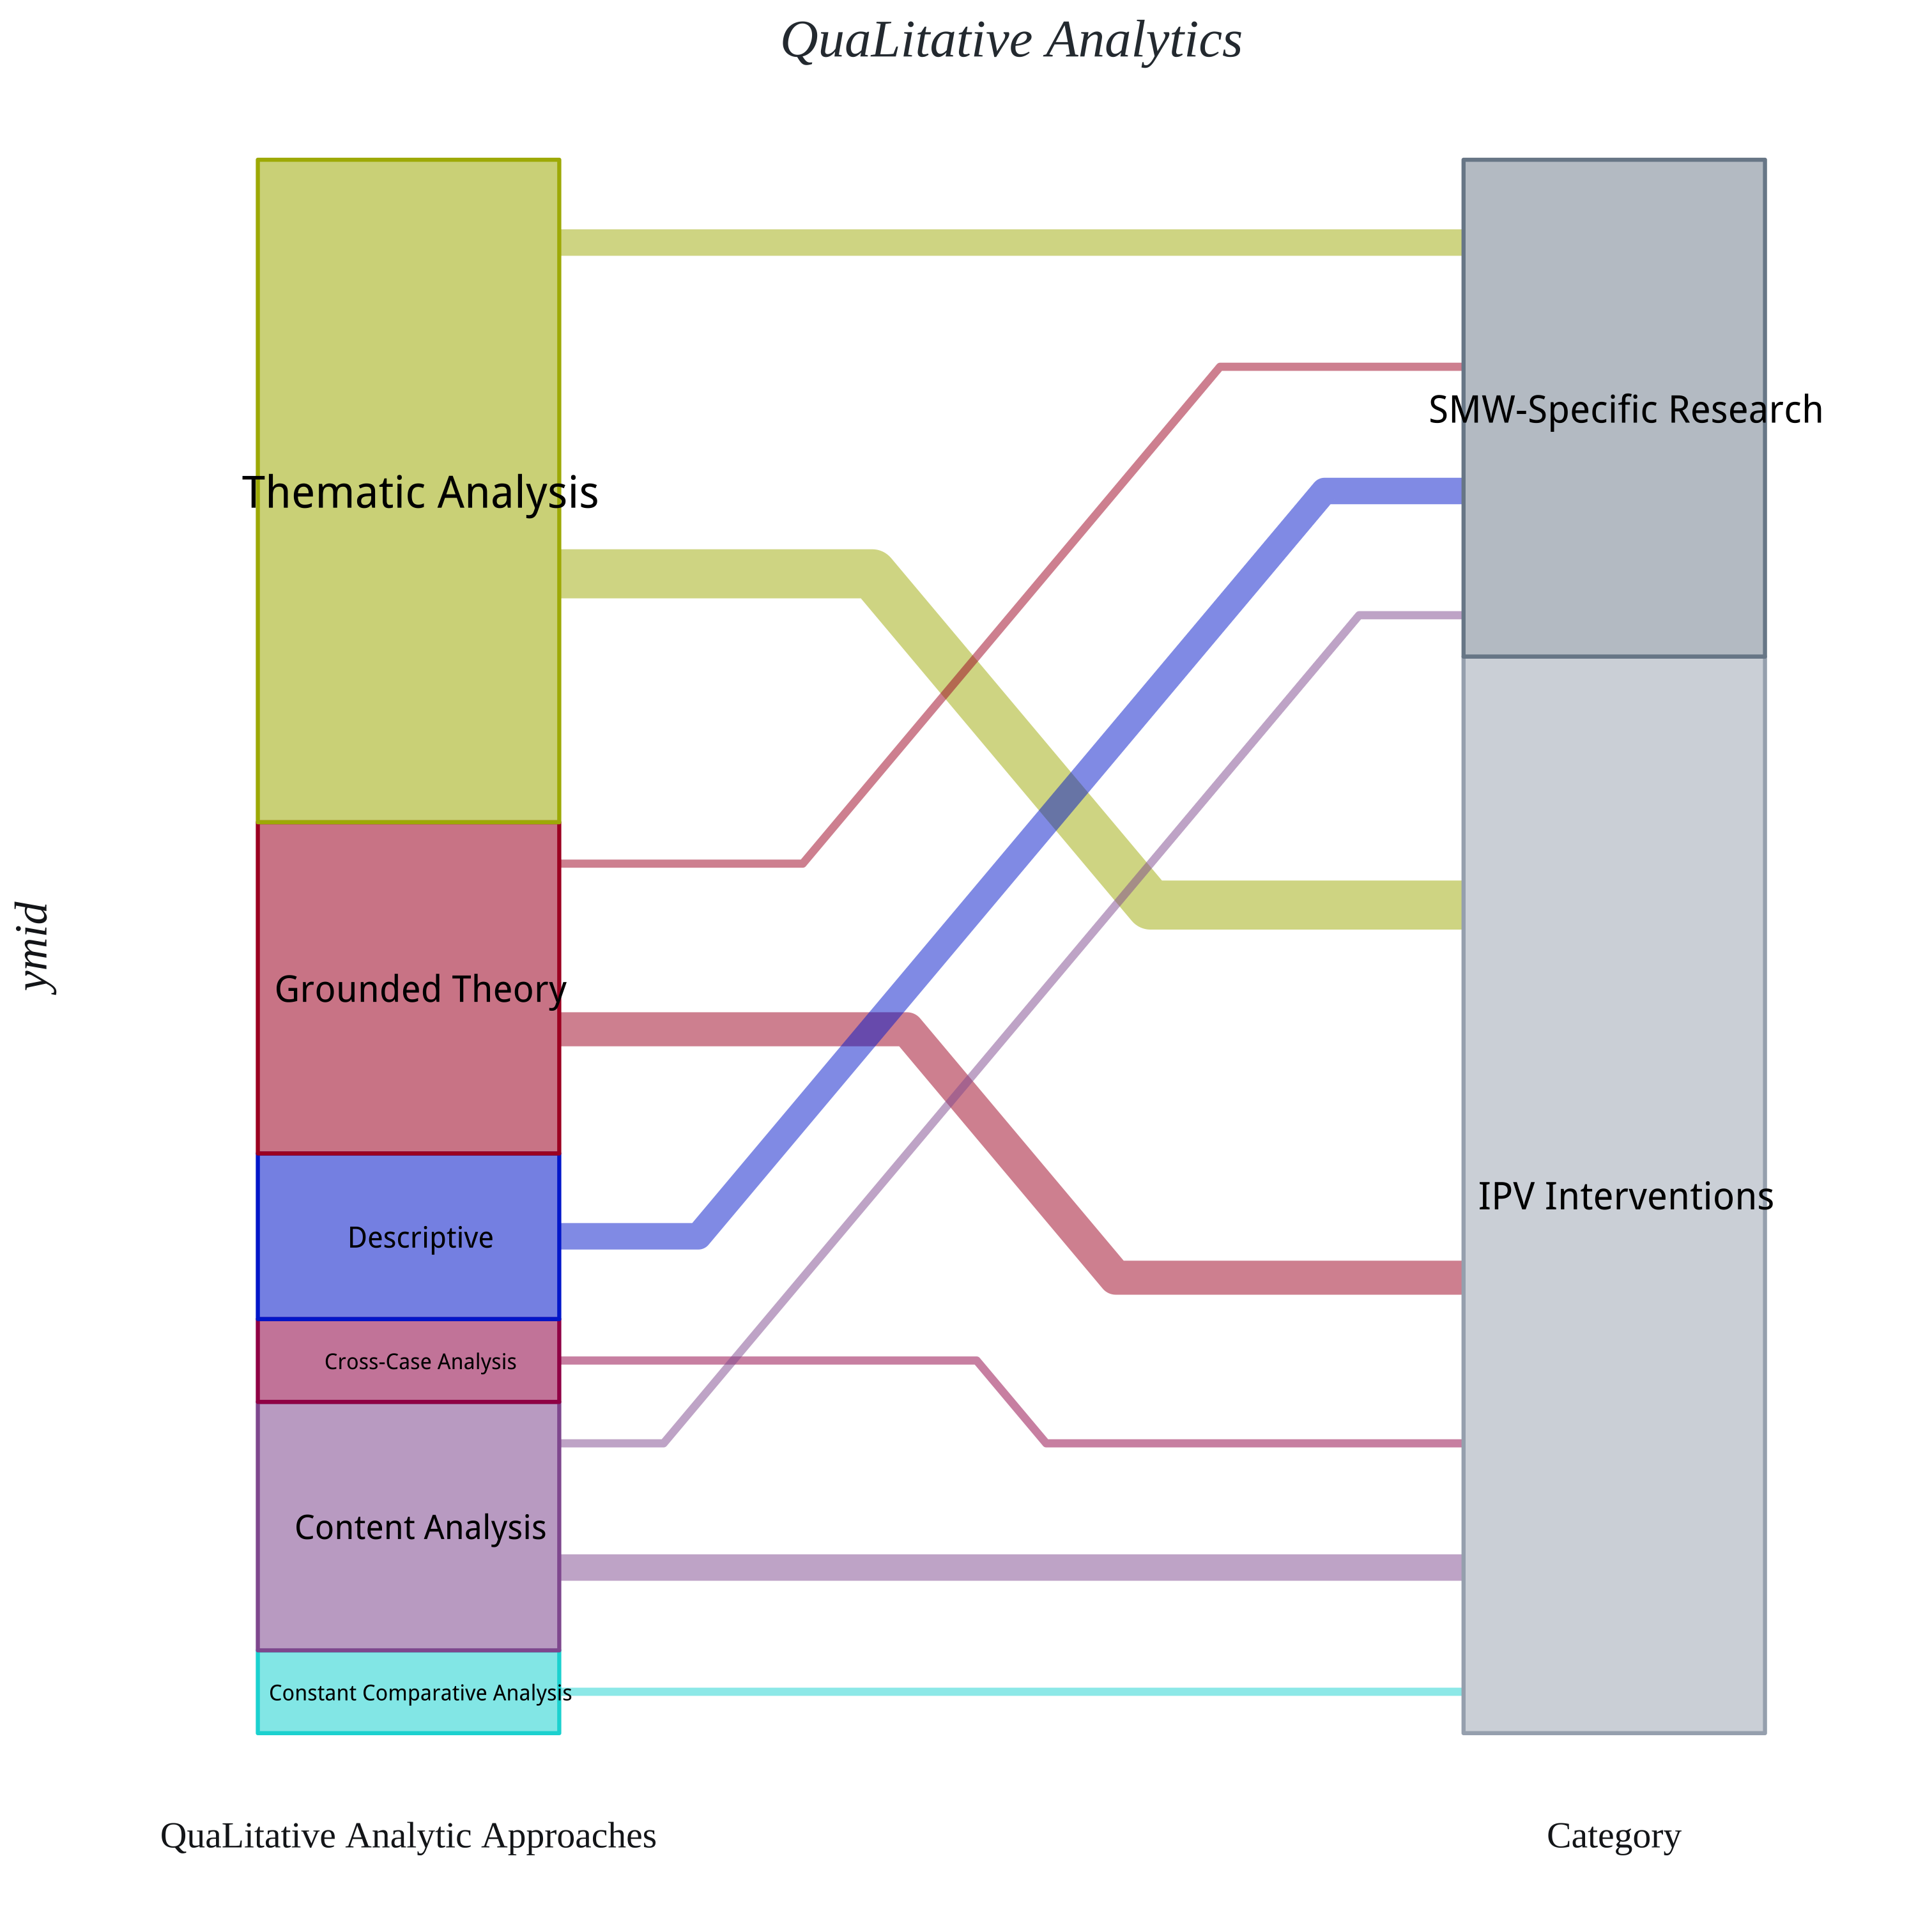 QuaLitative Analytics
Thematic Analysis
SMW-Specific Research
ymid
Grounded Theory
IPV Interventions
Descriptive
Cross-Case Analysis
Content Analysis
Constant Comparative Analysis
QuaLitative Analytic Approaches
Category